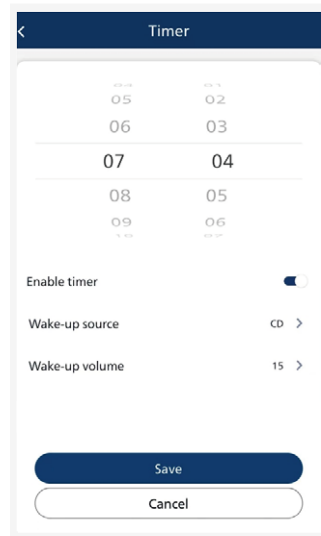 Timer
05 02
06 03
07 04
08 05
09 06
Enable timer
Wake-up source CD >
Wake-up volume 15 >
Save
Cancel